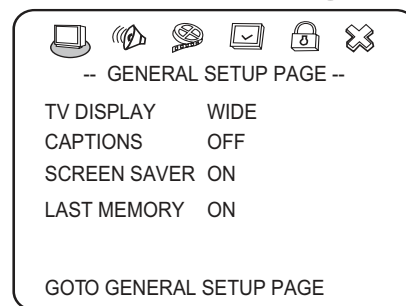 -- GENERAL SETUP PAGE --
TV DISPLAY WIDE
CAPTIONS OFF
SCREEN SAVER ON
LAST MEMORY ON
GOTO GENERAL SETUP PAGE